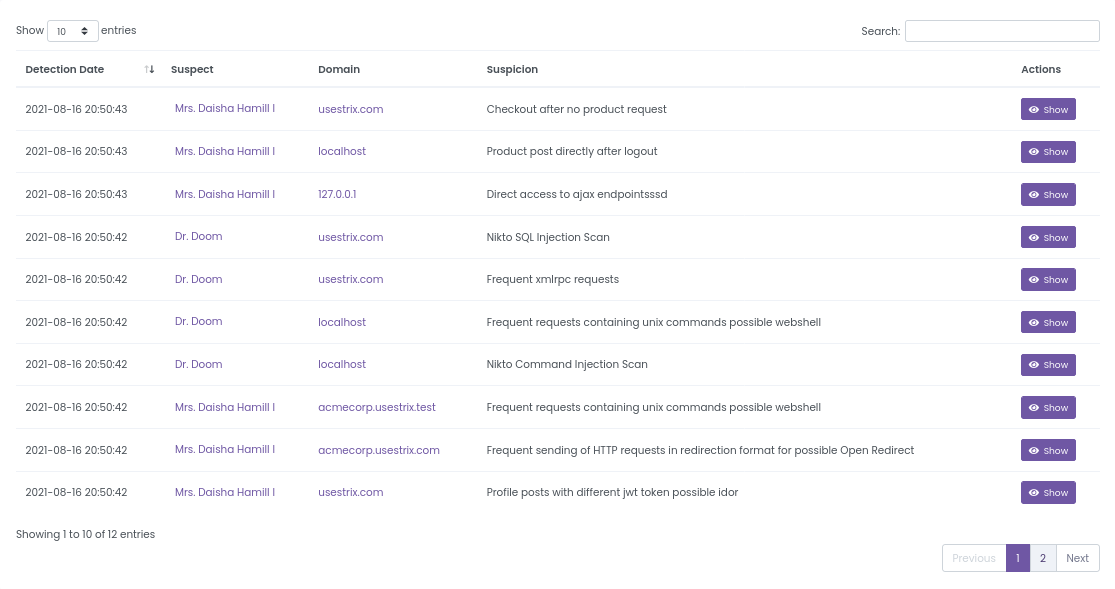 Show 10 entries Search:
Detection Date Suspect Domain Suspicion Actions
2021-08-16 20:50:43 Mrs. Daisha Hamill I usestrix.com Checkout after no product request Show
2021-08-16 20:50:43 Mrs. Daisha Hamill I localhost Product post directly after logout Show
2021-08-16 20:50:43 Mrs. Daisha Hamill I 127.0.0.1 Direct access to ajax endpointsssd Show
2021-08-16 20:50:42 Dr. Doom usestrix.com Nikto SQL Injection Scan Show
2021-08-16 20:50:42 Dr. Doom usestrix.com Frequent xmlrpc requests Show
2021-08-16 20:50:42 Dr. Doom localhost Frequent requests containing unix commands possible webshell Show
2021-08-16 20:50:42 Dr. Doom localhost Nikto Command Injection Scan Show
2021-08-16 20:50:42 Mrs. Daisha Hamill I acmecorp.usestrix.test Frequent requests containing unix commands possible webshell Show
2021-08-16 20:50:42 Mrs. Daisha Hamill I acmecorp.usestrix.com Frequent sending of HTTP requests in redirection format for possible Open Redirect Show
2021-08-16 20:50:42 Mrs. Daisha Hamill I usestrix.com Profile posts with different jwt token possible idor Show
Showing 1 to 10 of 12 entries
Previous 1 2 Next